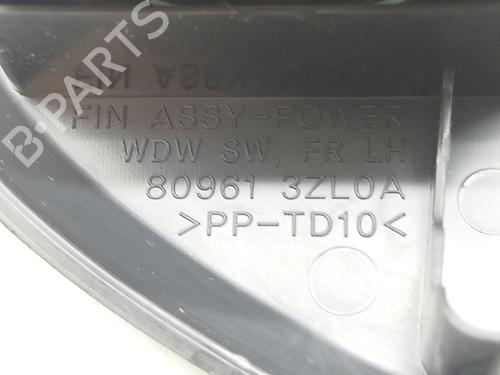 B-PARTS
FIN ASSY-POWER
WDW SW, FR LH
80961 3ZL0A
>PP-TD10<